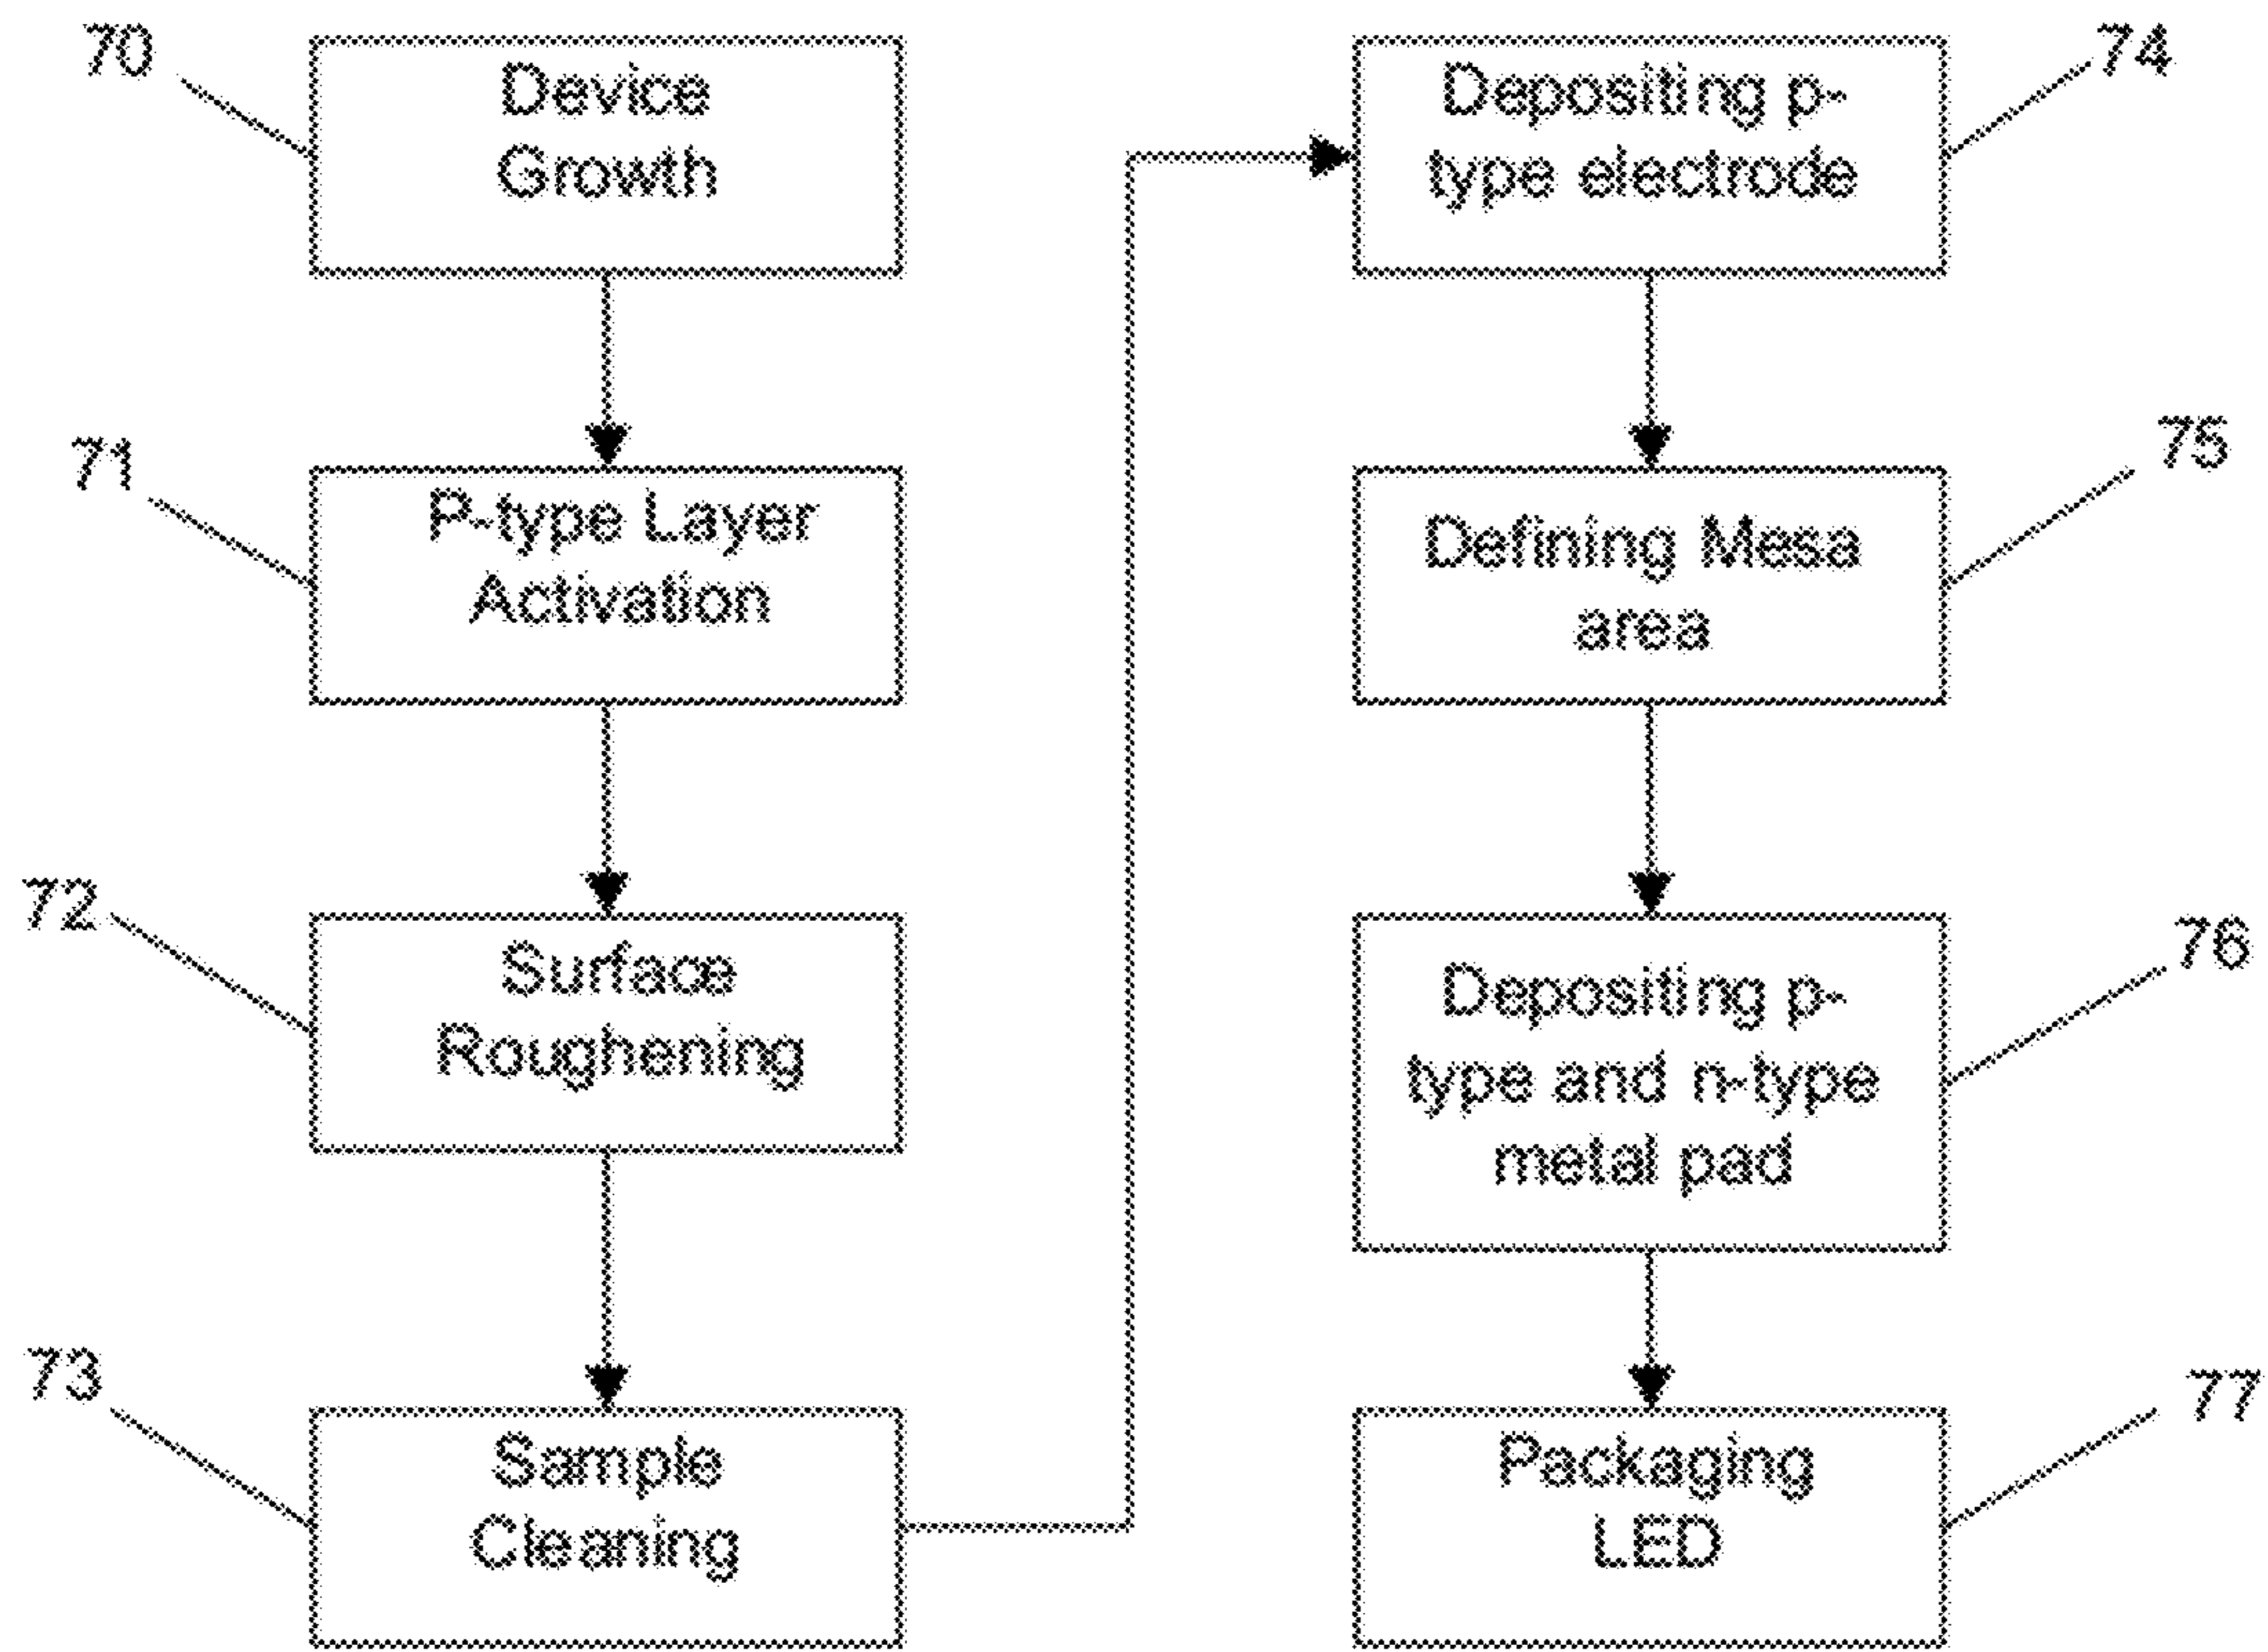 70
Device
Growth
71
P-type Layer
Activation
72
Surface
Roughening
73
Sample
Cleaning
74
Depositing p-
type electrode
75
Defining Mesa
area
76
Depositing p-
type and n-type
metal pad
77
Packaging
LED